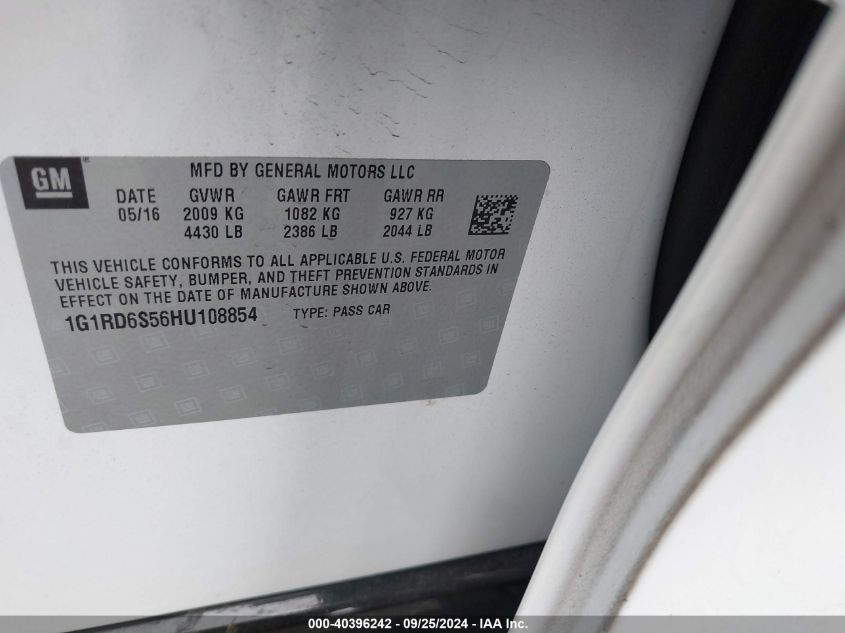 GM
MFD BY GENERAL MOTORS LLC
DATE GVWR GAWR FRT GAWR RR
05/16 2009 KG 1082 KG 927 KG
4430 LB 2386 LB 2044 LB
THIS VEHICLE CONFORMS TO ALL APPLICABLE U.S. FEDERAL MOTOR
VEHICLE SAFETY, BUMPER, AND THEFT PREVENTION STANDARDS IN
EFFECT ON THE DATE OF MANUFACTURE SHOWN ABOVE.
1G1RD6S56HU108854 TYPE: PASS CAR
000-40396242 - 09/25/2024 - IAA Inc.